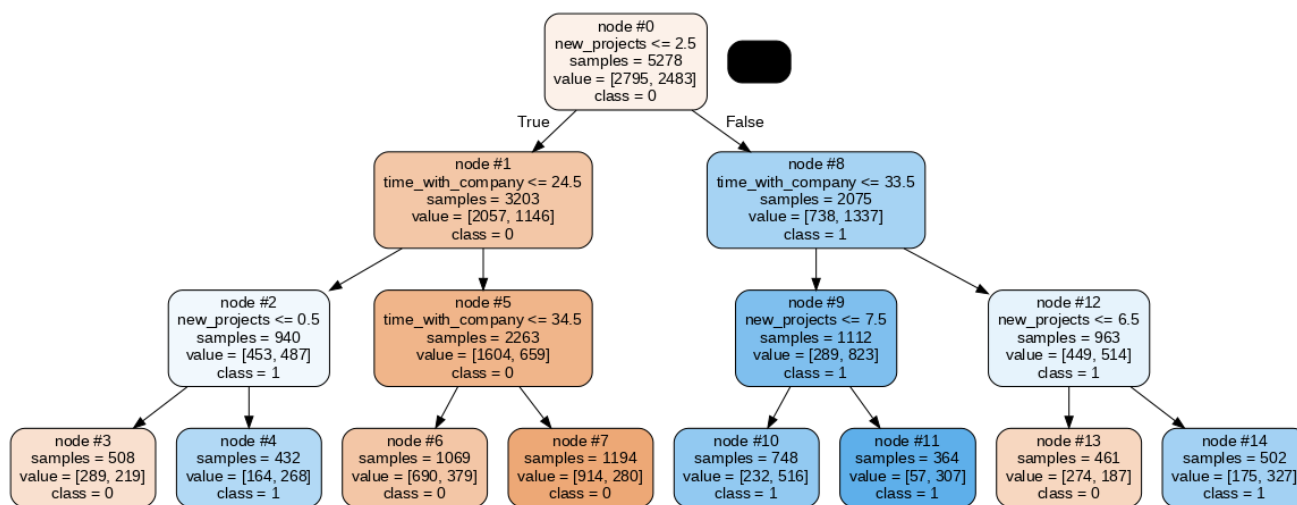 node #0
new_projects <= 2.5
samples = 5278
value = [2795, 2483]
class = 0
True
False
node #1
time_with_company <= 24.5
samples = 3203
value = [2057, 1146]
class = 0
node #8
time_with_company <= 33.5
samples = 2075
value = [738, 1337]
class = 1
node #2
new_projects <= 0.5
samples = 940
value = [453, 487]
class = 1
node #5
time_with_company <= 34.5
samples = 2263
value = [1604, 659]
class = 0
node #9
new_projects <= 7.5
samples = 1112
value = [289, 823]
class = 1
node #12
new_projects <= 6.5
samples = 963
value = [449, 514]
class = 1
node #3
samples = 508
value = [289, 219]
class = 0
node #4
samples = 432
value = [164, 268]
class = 1
node #6
samples = 1069
value = [690, 379]
class = 0
node #7
samples = 1194
value = [914, 280]
class = 0
node #10
samples = 748
value = [232, 516]
class = 1
node #11
samples = 364
value = [57, 307]
class = 1
node #13
samples = 461
value = [274, 187]
class = 0
node #14
samples = 502
value = [175, 327]
class = 1